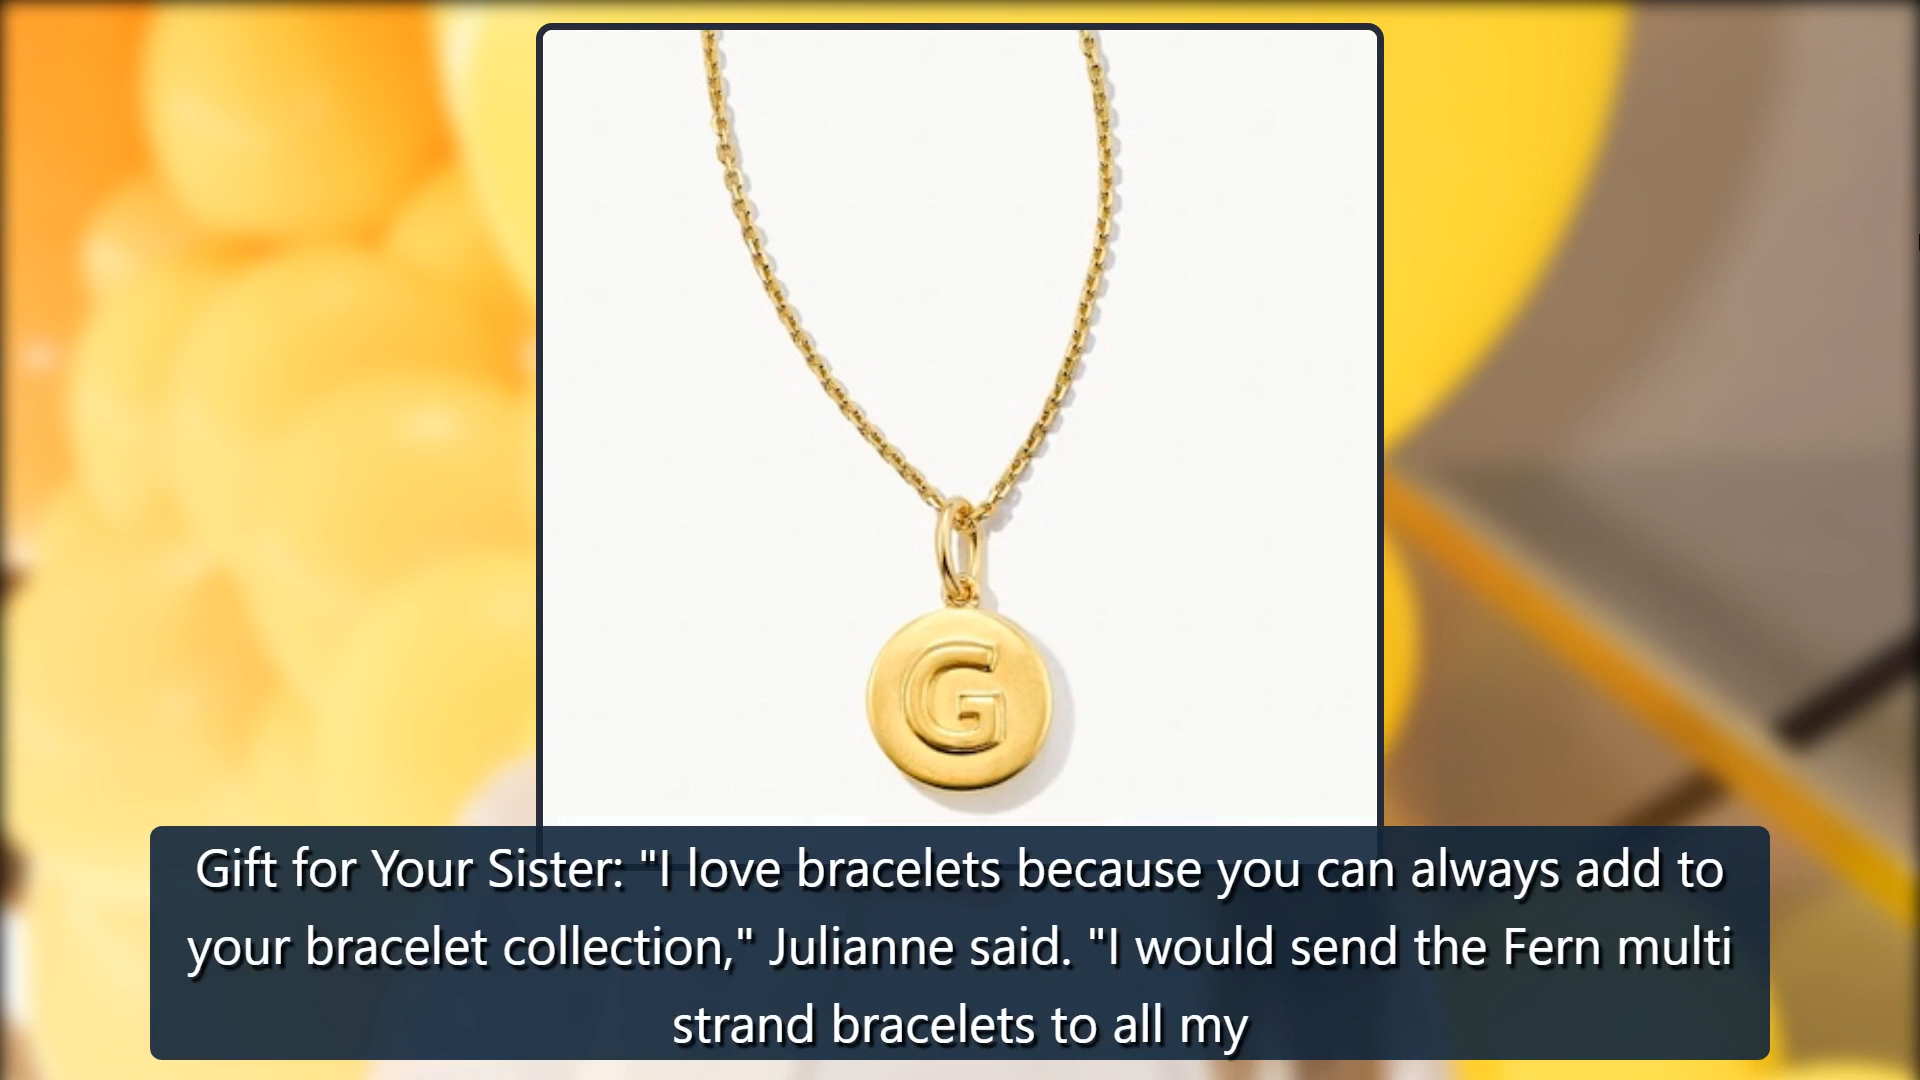 G
Gift for Your Sister: "I love bracelets because you can always add to
your bracelet collection," Julianne said. "I would send the Fern multi
strand bracelets to all my